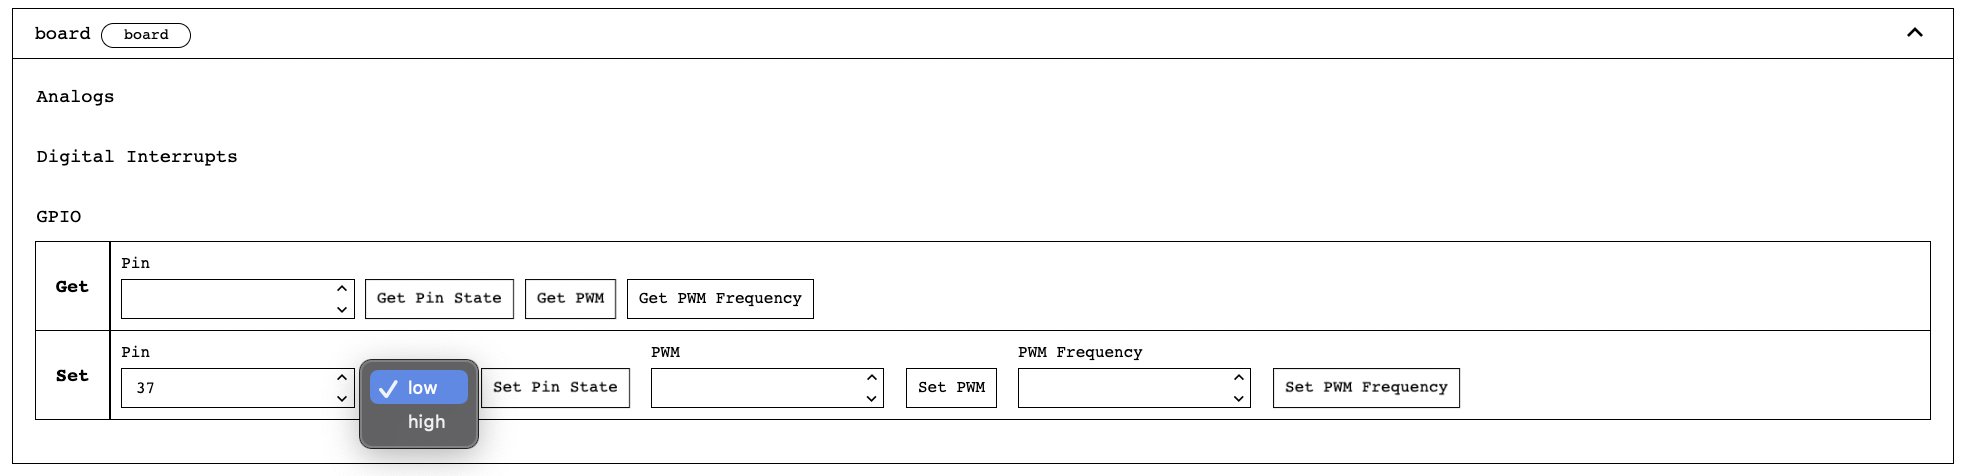 board board
Analogs
Digital Interrupts
GPIO
Get
Pin
Get Pin State Get PWM Get PWM Frequency
Set
Pin PWM PWM Frequency
37 low Set Pin State Set PWM Set PWM Frequency
high